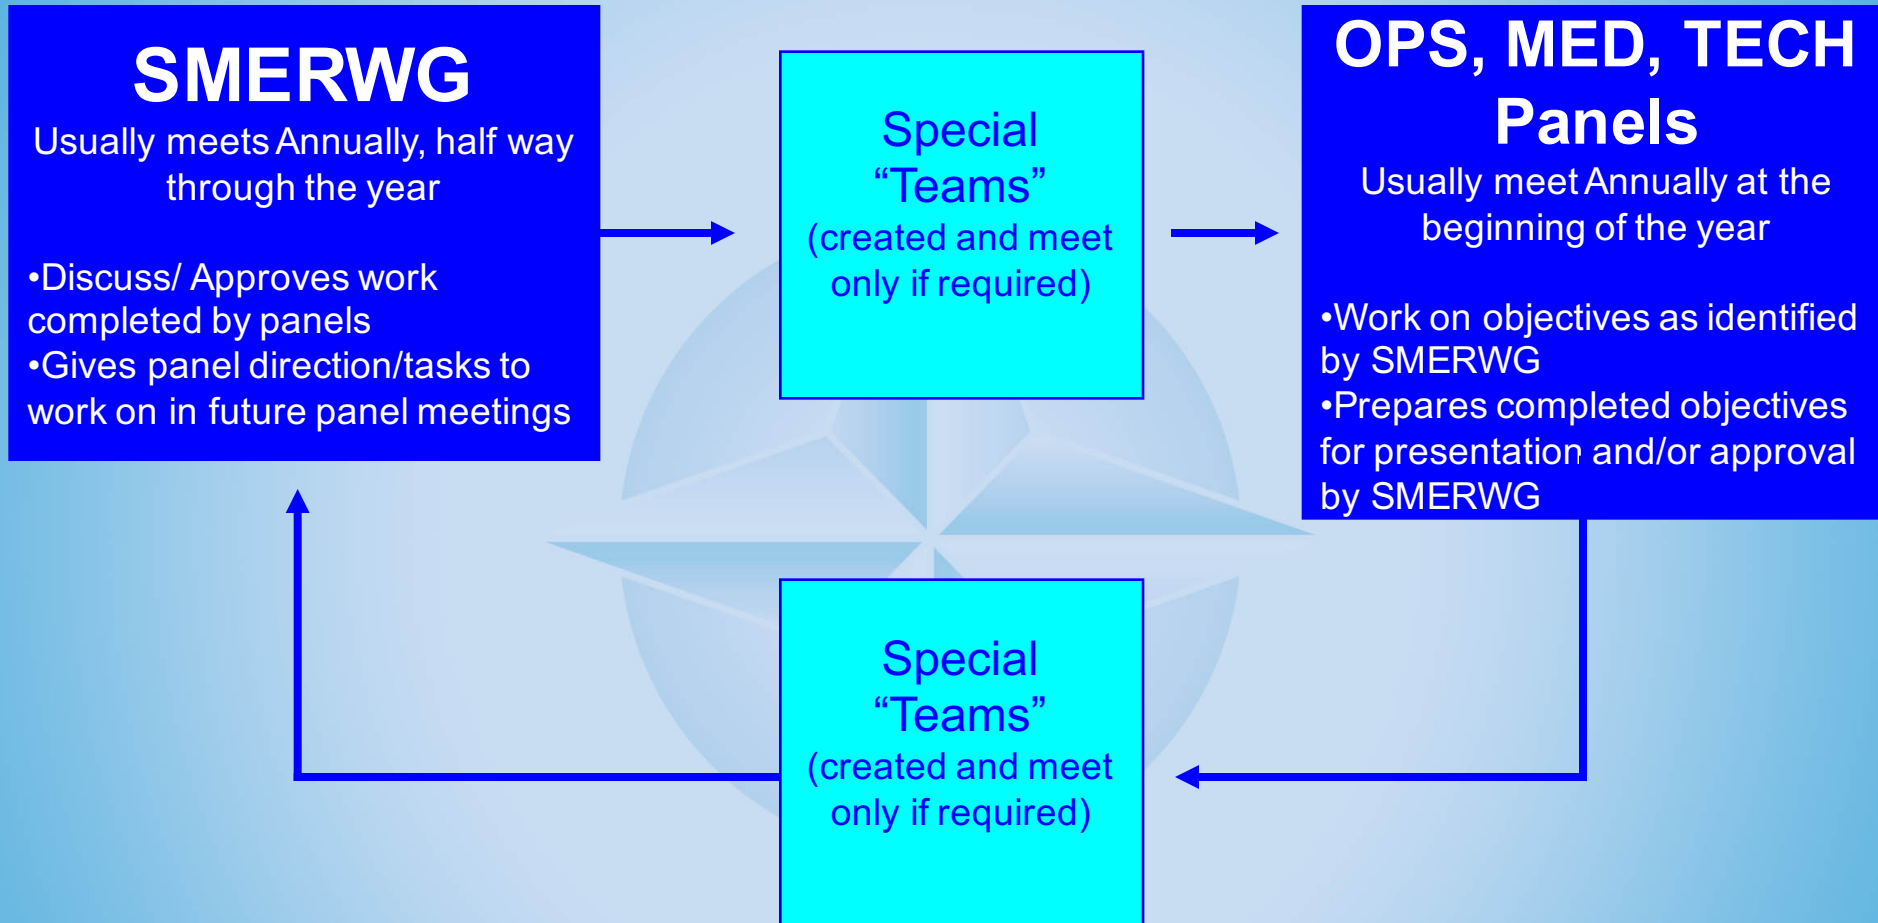 SMERWG
Usually meets Annually, half way
through the year
•Discuss/ Approves work
completed by panels
•Gives panel direction/tasks to
work on in future panel meetings
Special
“Teams”
(created and meet
only if required)
OPS, MED, TECH
Panels
Usually meet Annually at the
beginning of the year
•Work on objectives as identified
by SMERWG
•Prepares completed objectives
for presentation and/or approval
by SMERWG
Special
“Teams”
(created and meet
only if required)